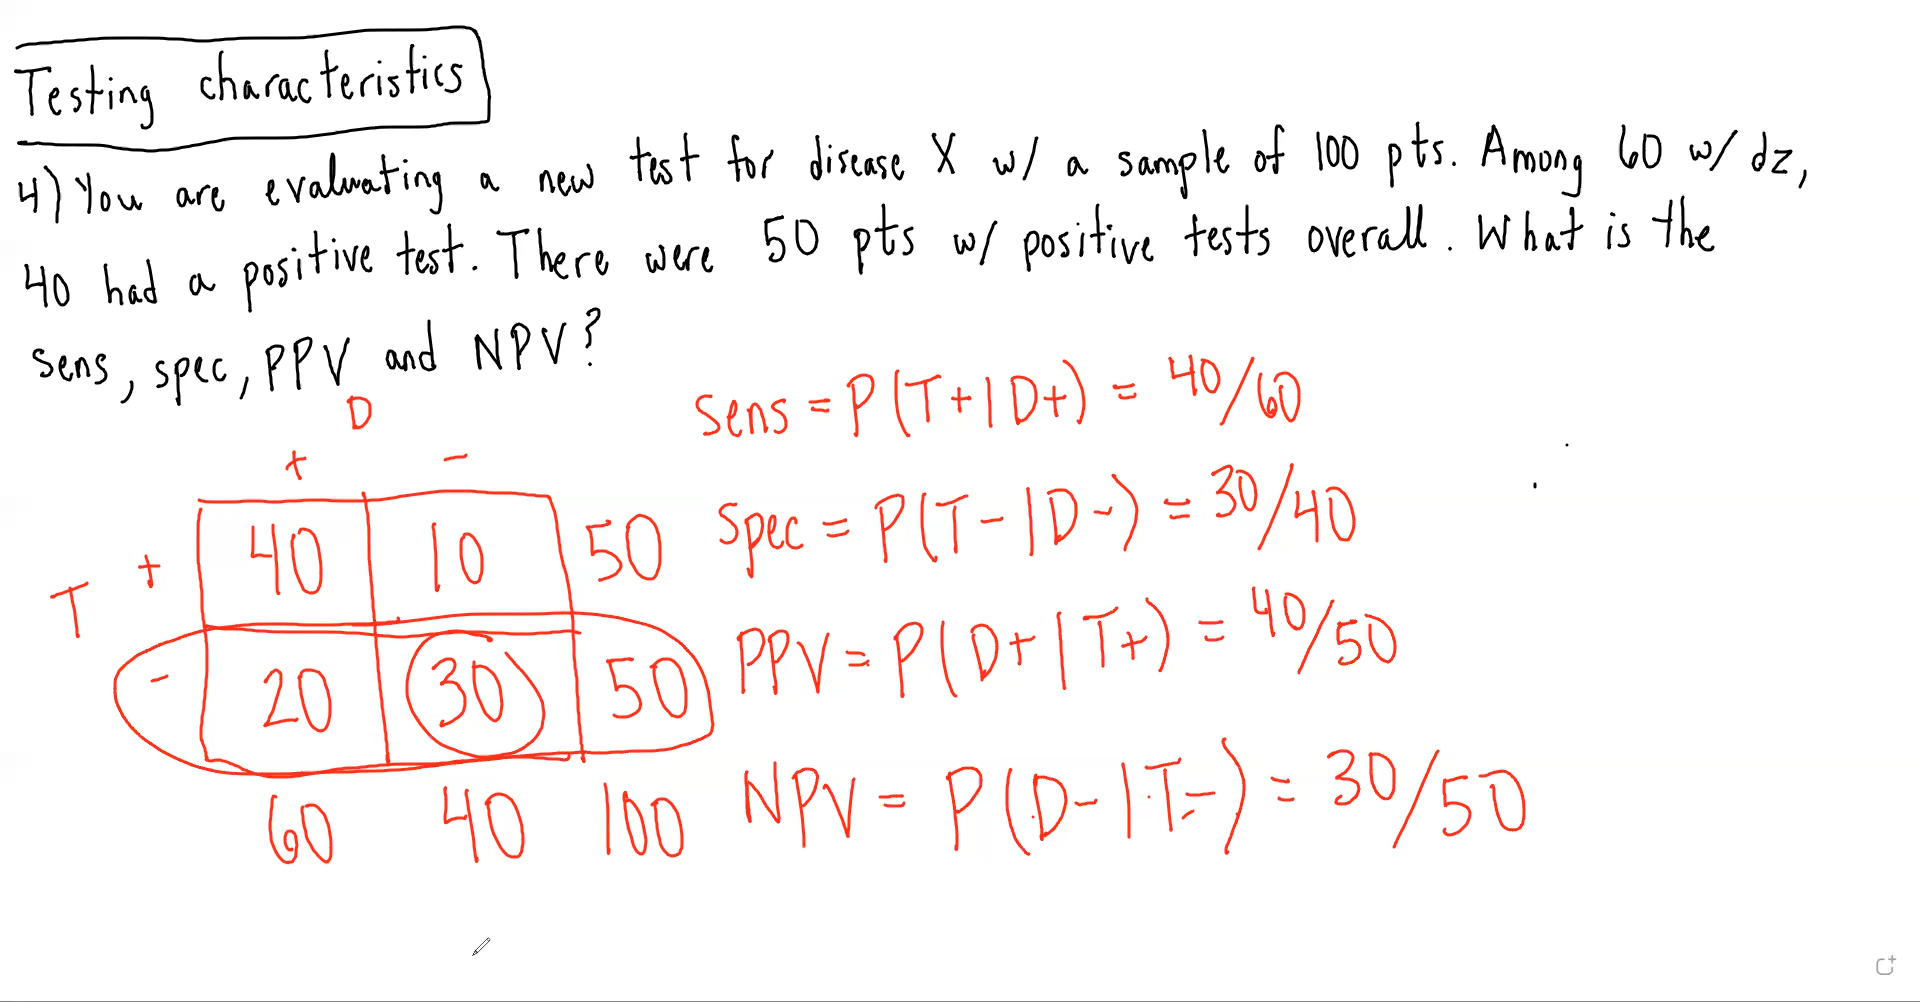 Testing characteristics
4) You are evaluating a new test for disease X w/ a sample of 100 pts. Among 60 w/ dz,
40 had a positive test. There were 50 pts w/ positive tests overall. What is the
sens, spec, PPV and NPV?
D
+ -
T
+ 40 10 50
- 20 30 50
60 40 100
Sens = P(T+|D+) = 40/60
Spec = P(T-|D-) = 30/40
PPV = P(D+|T+) = 40/50
NPV = P(D-|T-) = 30/50